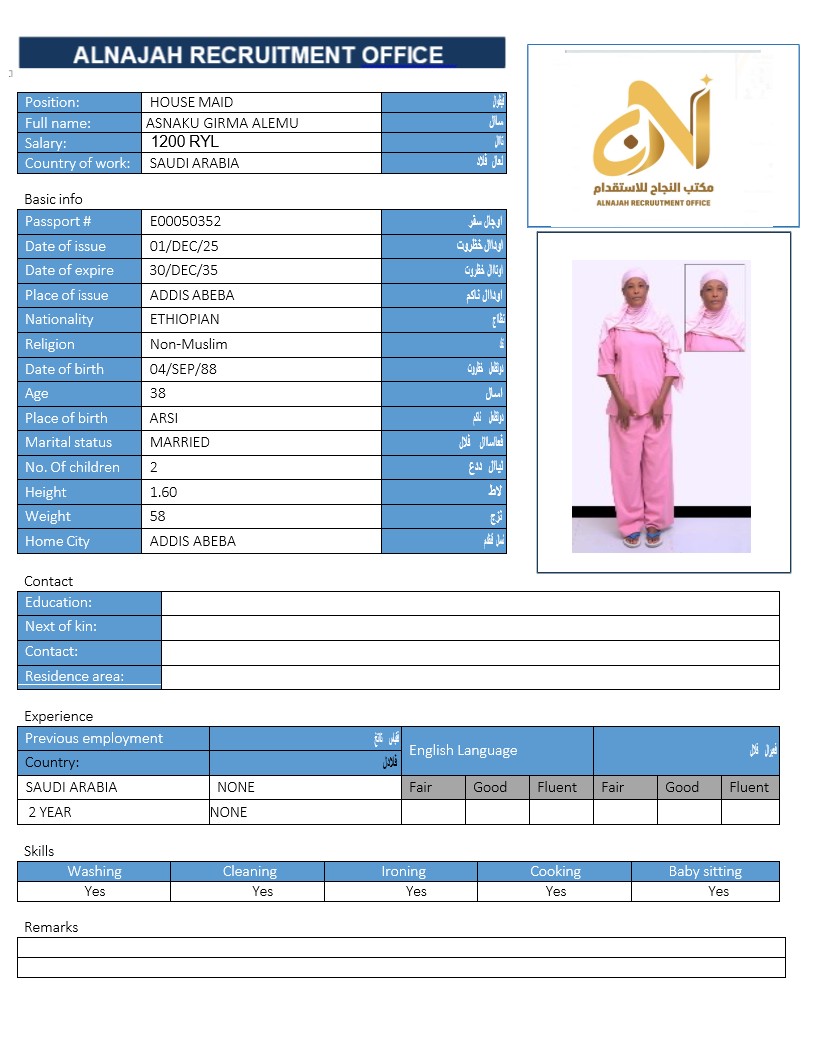 ALNAJAH RECRUITMENT OFFICE
مكتب النجاح للاستقدام
ALNAJAH RECRUUTMENT OFFICE
Position: HOUSE MAID
Full name: ASNAKU GIRMA ALEMU
Salary: 1200 RYL
Country of work: SAUDI ARABIA
Basic info
Passport # E00050352
Date of issue 01/DEC/25
Date of expire 30/DEC/35
Place of issue ADDIS ABEBA
Nationality ETHIOPIAN
Religion Non-Muslim
Date of birth 04/SEP/88
Age 38
Place of birth ARSI
Marital status MARRIED
No. Of children 2
Height 1.60
Weight 58
Home City ADDIS ABEBA
Contact
Education:
Next of kin:
Contact:
Residence area:
Experience
Previous employment
English Language
Country:
SAUDI ARABIA NONE Fair Good Fluent Fair Good Fluent
2 YEAR NONE
Skills
Washing Cleaning Ironing Cooking Baby sitting
Yes Yes Yes Yes Yes
Remarks